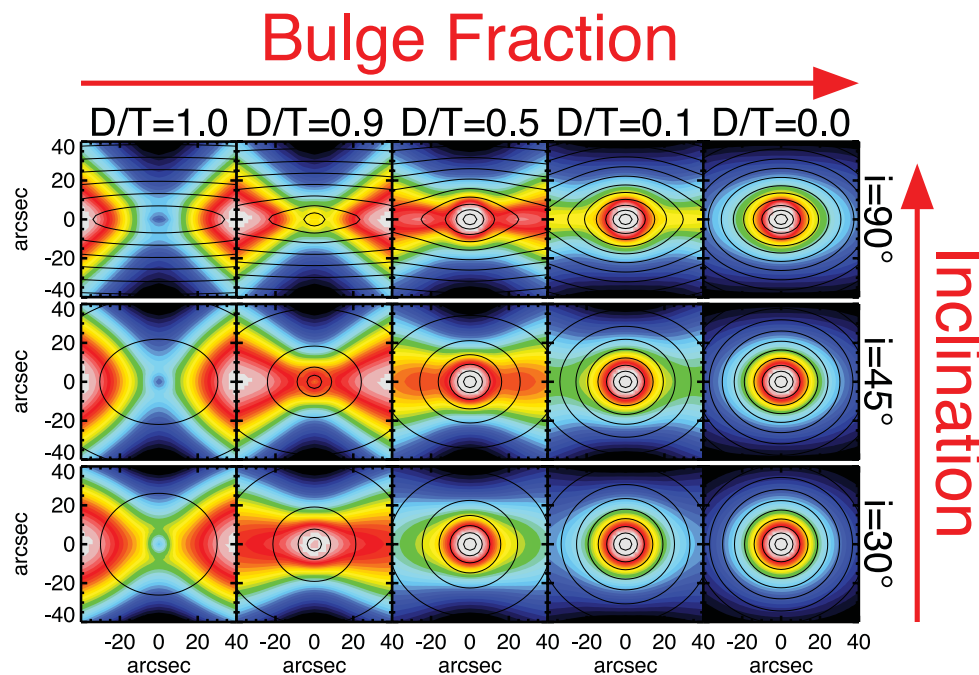 Bulge Fraction
D/T=1.0 D/T=0.9 D/T=0.5 D/T=0.1 D/T=0.0
40
20
0
-20
-40
arcsec
i=90°
40
20
0
-20
-40
arcsec
i=45°
40
20
0
-20
-40
arcsec
i=30°
Inclination
-20 0 20 40 -20 0 20 40 -20 0 20 40 -20 0 20 40 -20 0 20 40
arcsec arcsec arcsec arcsec arcsec